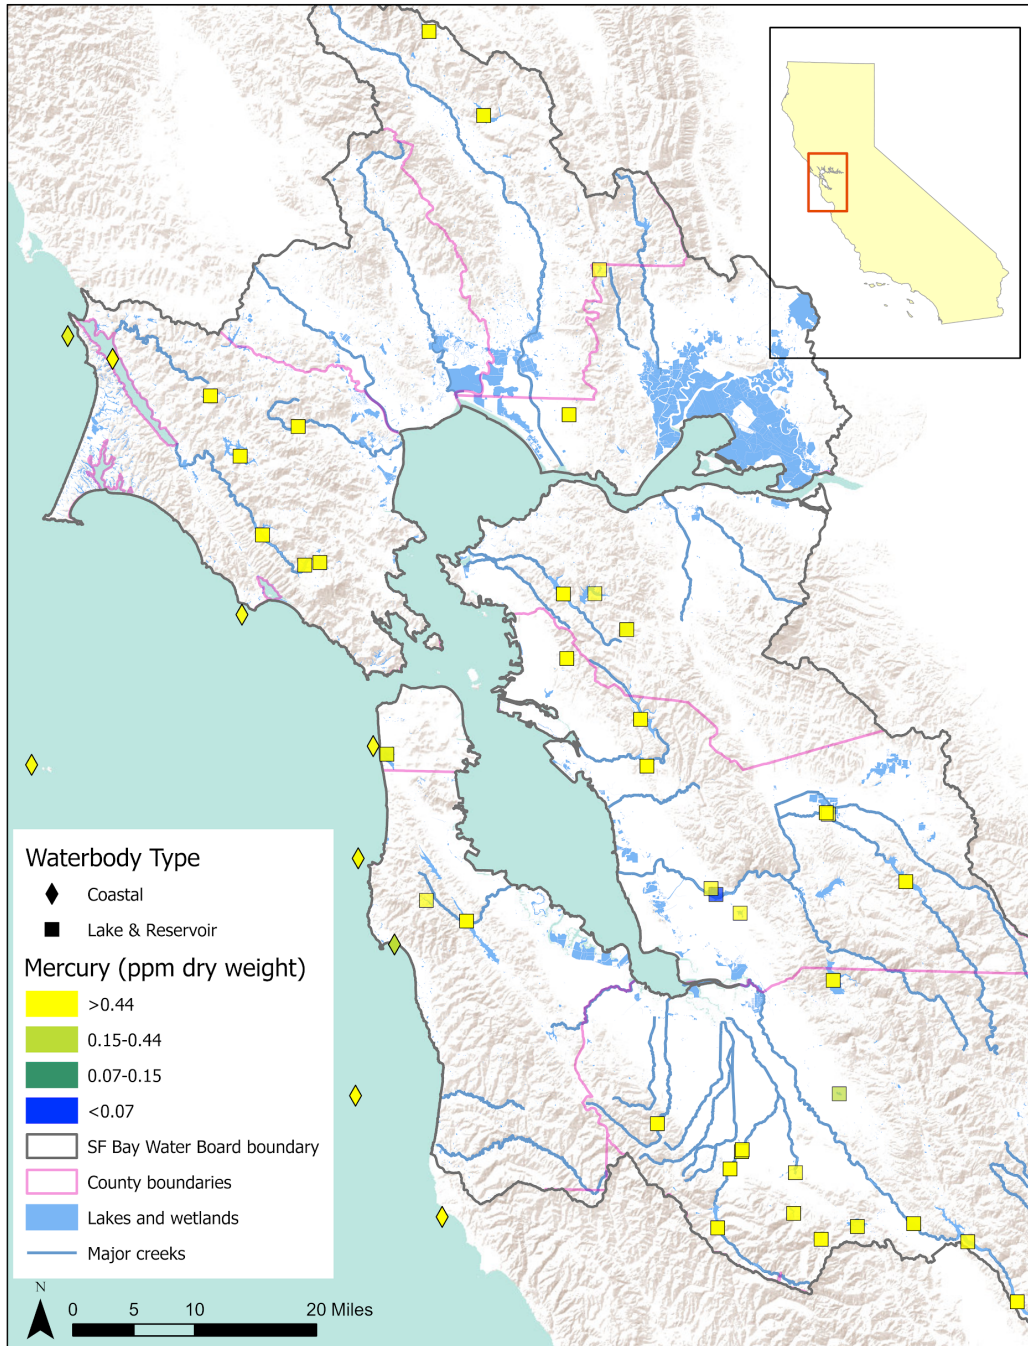 Waterbody Type
Coastal
Lake & Reservoir
Mercury (ppm dry weight)
>0.44
0.15-0.44
0.07-0.15
<0.07
SF Bay Water Board boundary
County boundaries
Lakes and wetlands
Major creeks
N
0 5 10 20 Miles